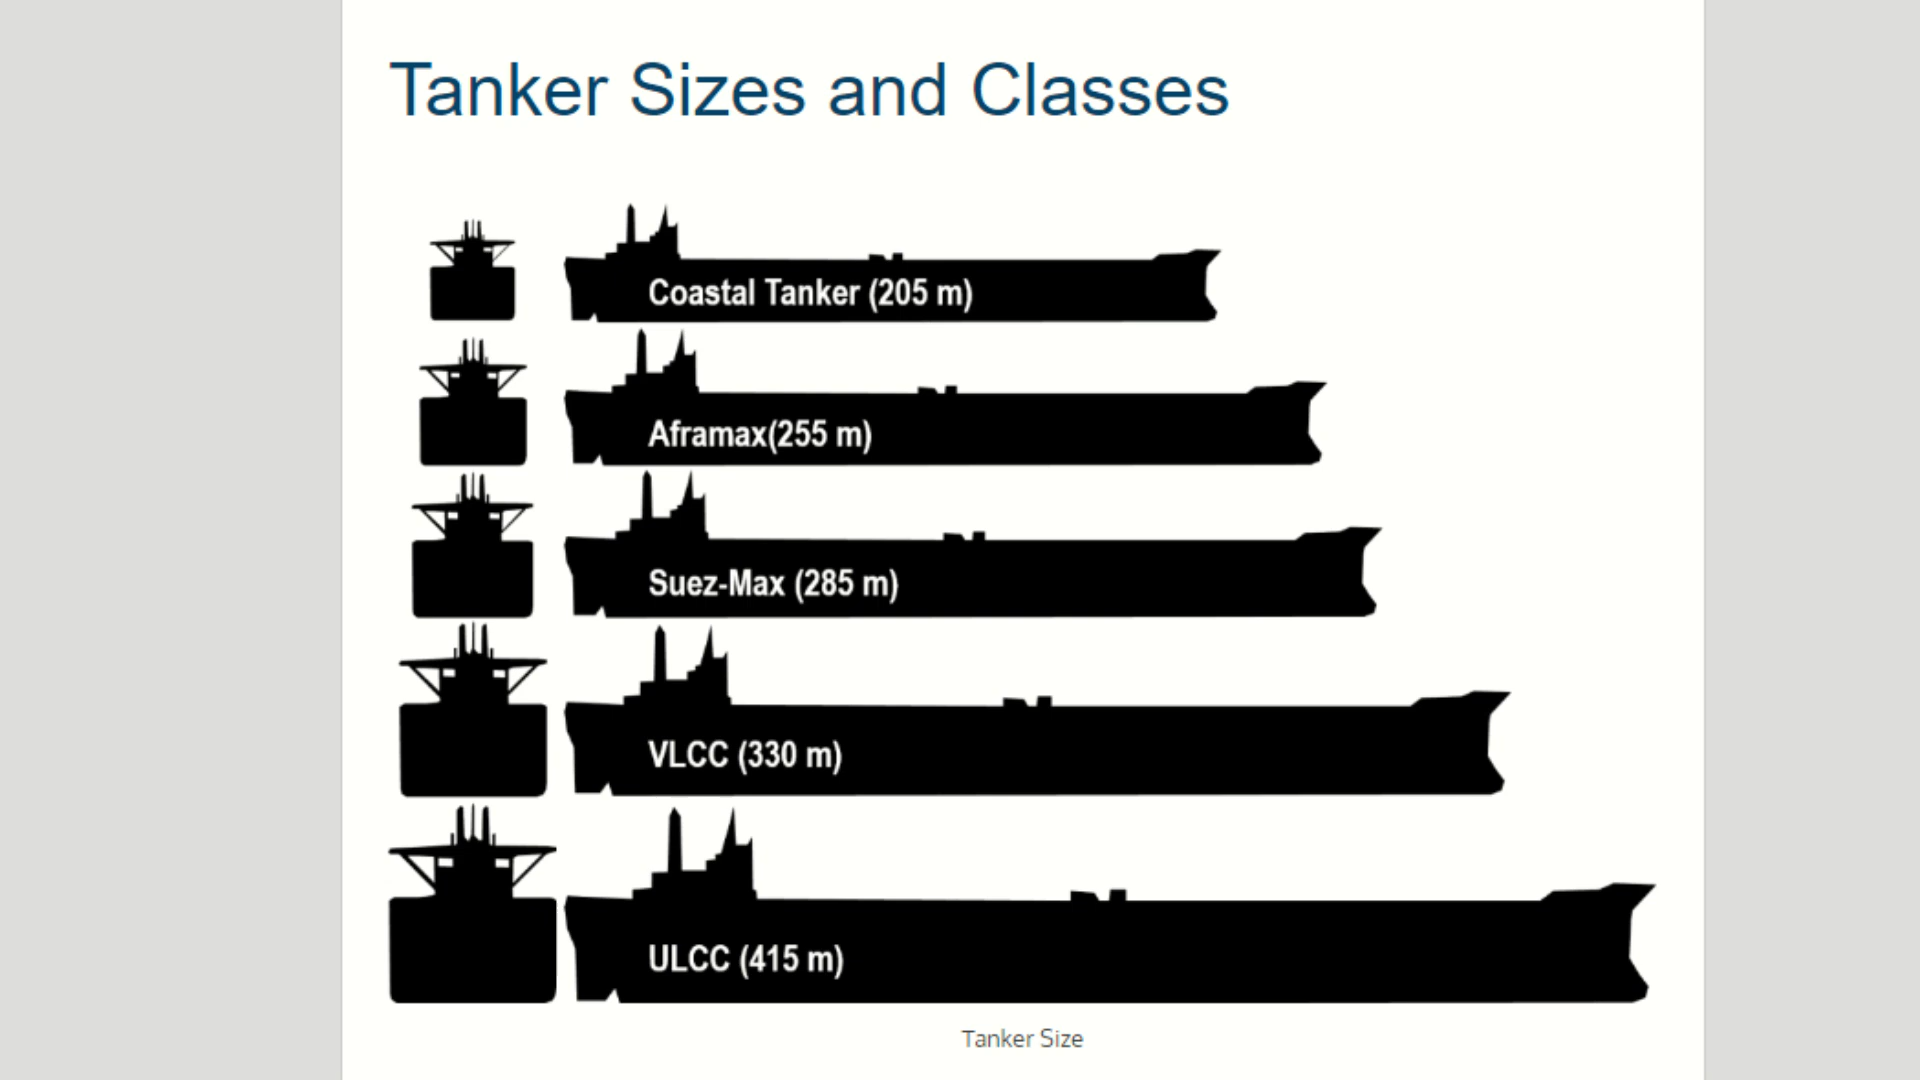 Tanker Sizes and Classes
Coastal Tanker (205 m)
Aframax(255 m)
Suez-Max (285 m)
VLCC (330 m)
ULCC (415 m)
Tanker Size